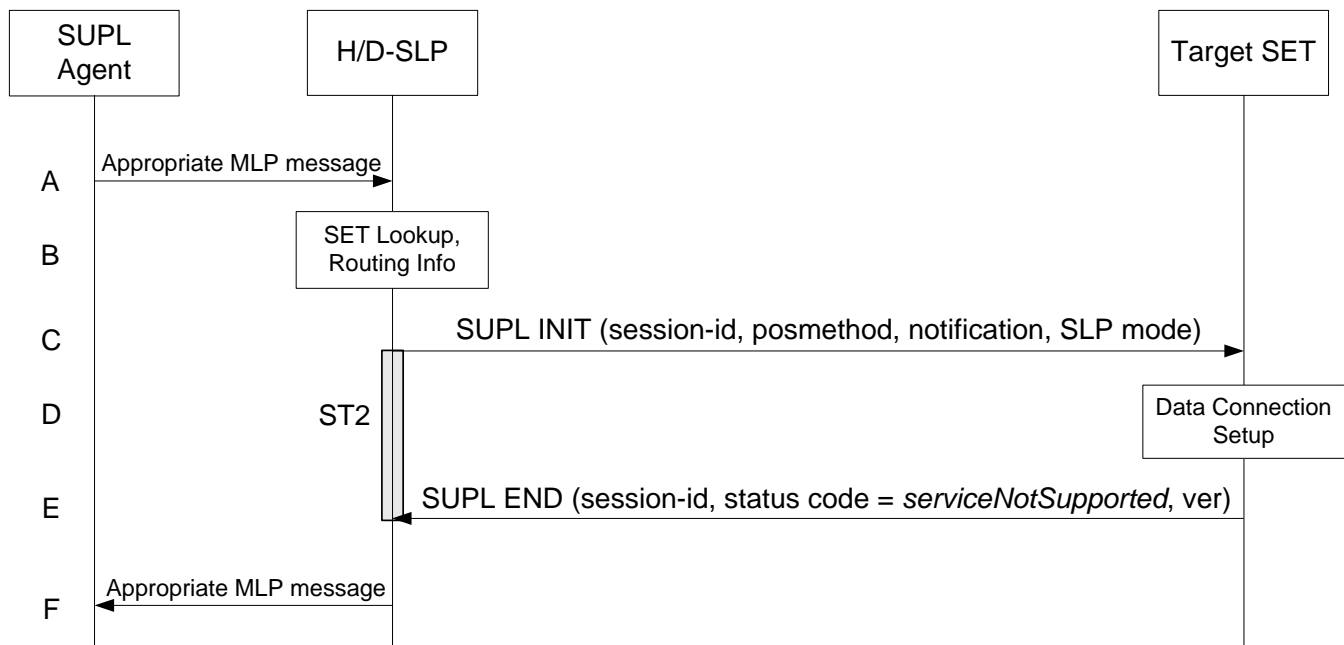 SUPL
Agent
H/D-SLP
Target SET
A
Appropriate MLP message
B
SET Lookup,
Routing Info
C
SUPL INIT (session-id, posmethod, notification, SLP mode)
D
ST2
Data Connection
Setup
E
SUPL END (session-id, status code = serviceNotSupported, ver)
F
Appropriate MLP message